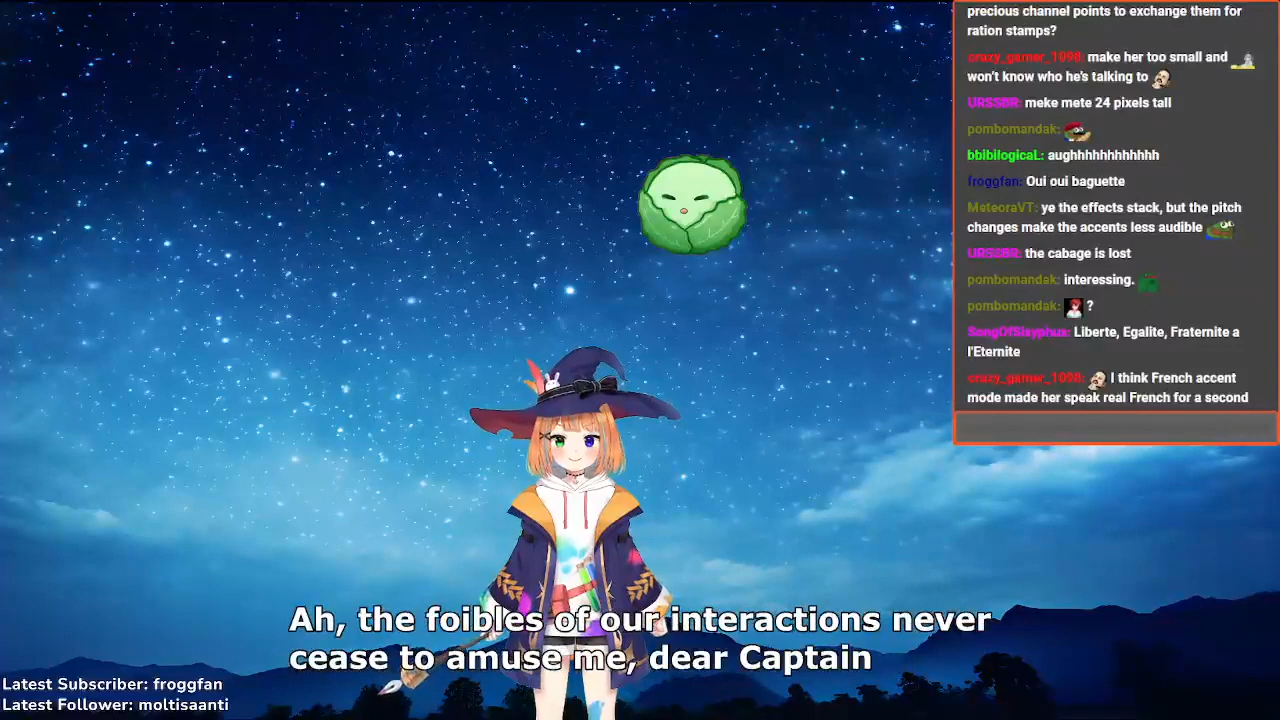 precious channel points to exchange them for
ration stamps?
crazy_gamer_1098: make her too small and
won't know who he's talking to
URSSBR: meke mete 24 pixels tall
pombomandak:
bbibilogicaL: aughhhhhhhhhhhh
froggfan: Oui oui baguette
MeteoraVT: ye the effects stack, but the pitch
changes make the accents less audible
URSSBR: the cabage is lost
pombomandak: interessing.
pombomandak: ?
SongOfSisyphus: Liberte, Egalite, Fraternite a
l'Eternite
crazy_gamer_1098: I think French accent
mode made her speak real French for a second
Ah, the foibles of our interactions never
cease to amuse me, dear Captain
Latest Subscriber: froggfan
Latest Follower: moltisaanti